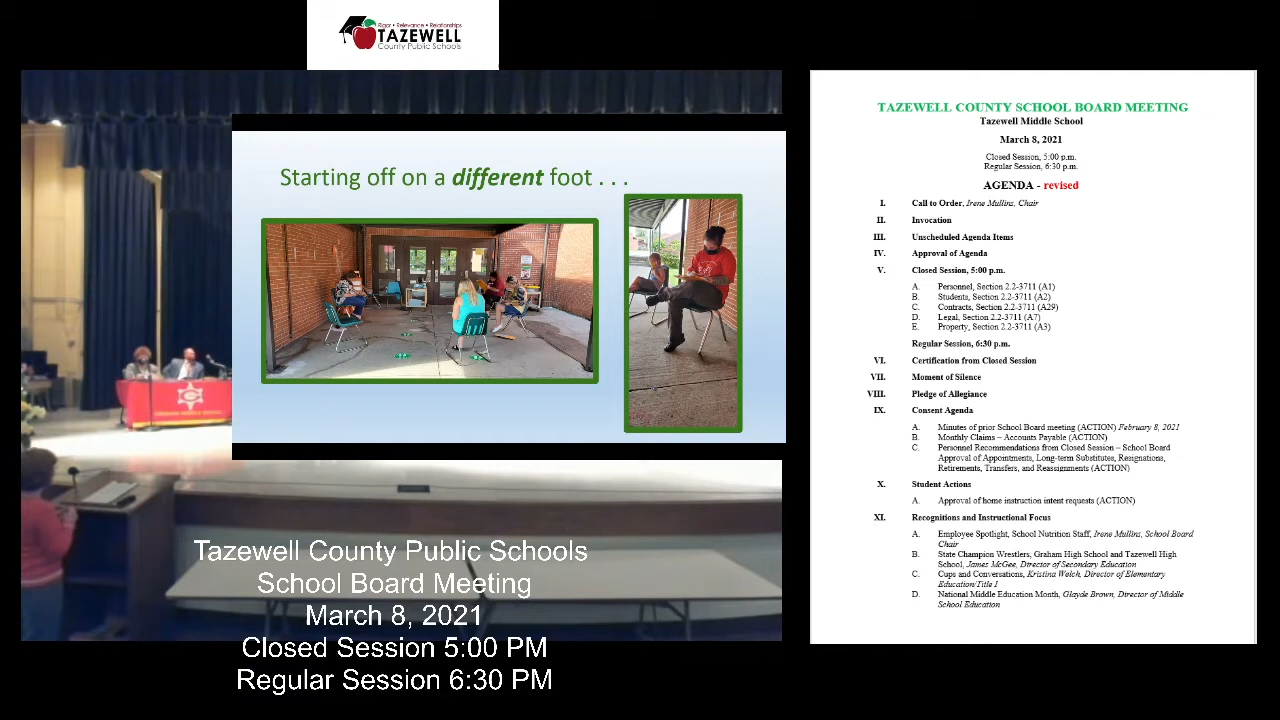 Rigor • Relevance • Relationships
TAZEWELL
County Public Schools
Starting off on a different foot . . .
Tazewell County Public Schools
School Board Meeting
March 8, 2021
Closed Session 5:00 PM
Regular Session 6:30 PM
TAZEWELL COUNTY SCHOOL BOARD MEETING
Tazewell Middle School
March 8, 2021
Closed Session, 5:00 p.m.
Regular Session, 6:30 p.m.
AGENDA - revised
I. Call to Order, Irene Mullins, Chair
II. Invocation
III. Unscheduled Agenda Items
IV. Approval of Agenda
V. Closed Session, 5:00 p.m.
A. Personnel, Section 2.2-3711 (A1)
B. Students, Section 2.2-3711 (A2)
C. Contracts, Section 2.2-3711 (A29)
D. Legal, Section 2.2-3711 (A7)
E. Property, Section 2.2-3711 (A3)
Regular Session, 6:30 p.m.
VI. Certification from Closed Session
VII. Moment of Silence
VIII. Pledge of Allegiance
IX. Consent Agenda
A. Minutes of prior School Board meeting (ACTION) February 8, 2021
B. Monthly Claims – Accounts Payable (ACTION)
C. Personnel Recommendations from Closed Session – School Board
Approval of Appointments, Long-term Substitutes, Resignations,
Retirements, Transfers, and Reassignments (ACTION)
X. Student Actions
A. Approval of home instruction intent requests (ACTION)
XI. Recognitions and Instructional Focus
A. Employee Spotlight, School Nutrition Staff, Irene Mullins, School Board
Chair
B. State Champion Wrestlers, Graham High School and Tazewell High
School, James McGee, Director of Secondary Education
C. Cups and Conversations, Kristina Welch, Director of Elementary
Education/Title I
D. National Middle Education Month, Glayde Brown, Director of Middle
School Education